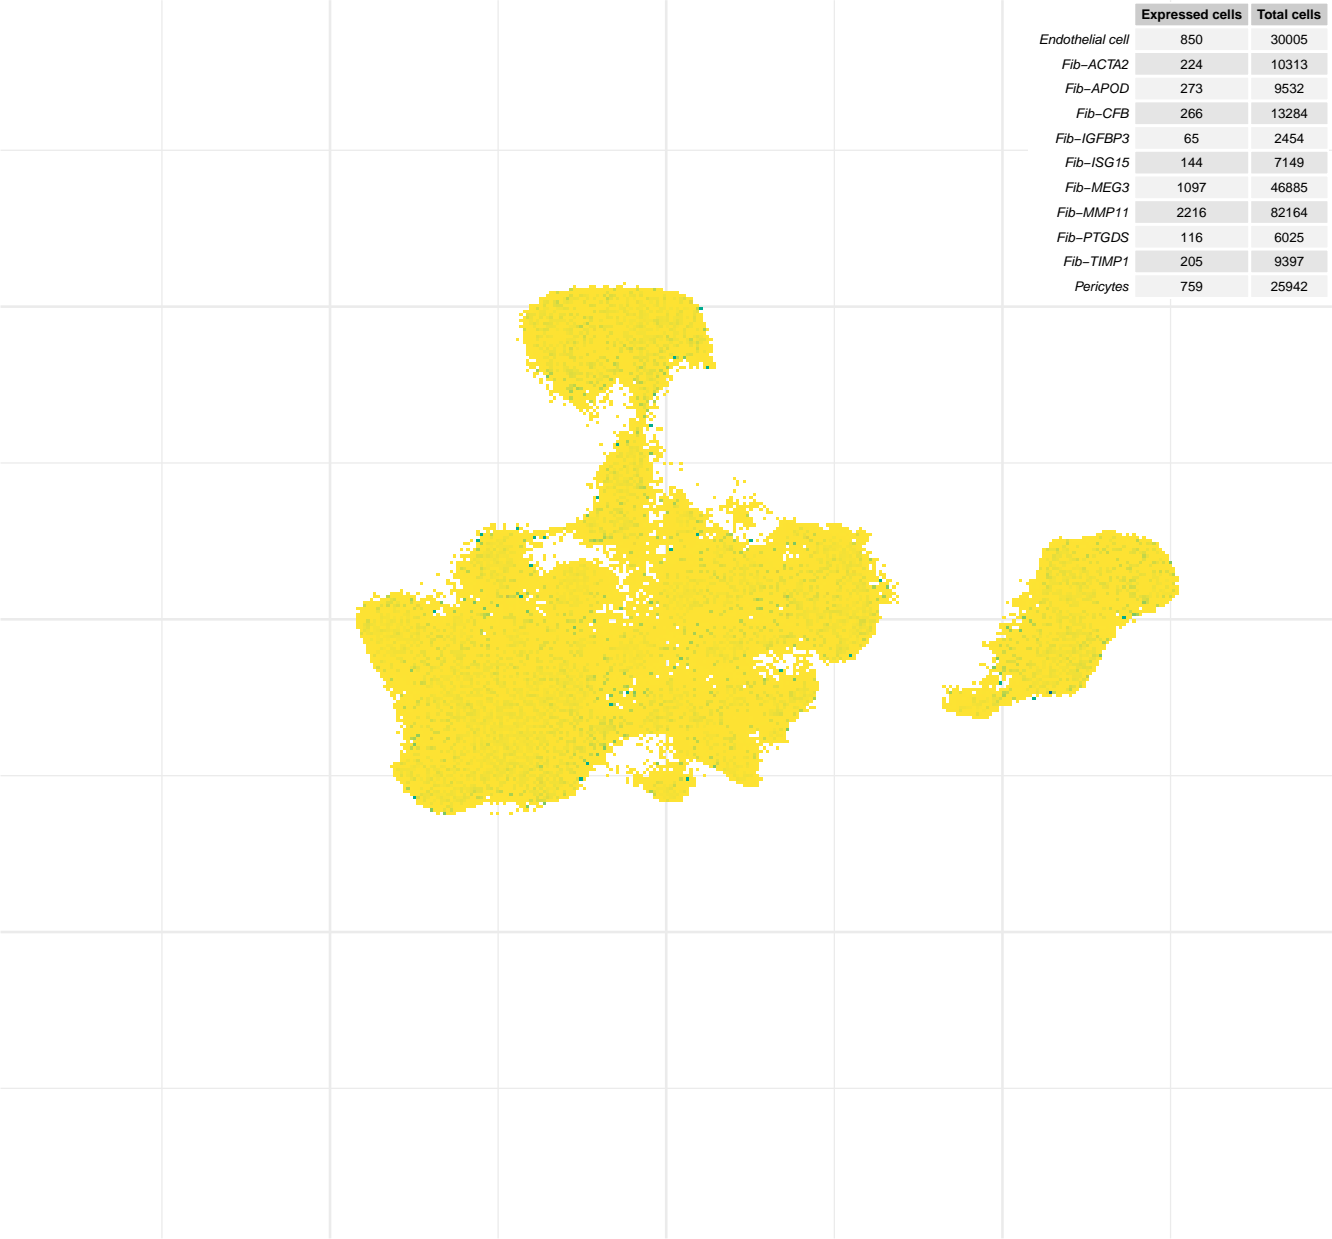 Expressed cells Total cells
Endothelial cell 850 30005
Fib−ACTA2 224 10313
Fib−APOD 273 9532
Fib−CFB 266 13284
Fib−IGFBP3 65 2454
Fib−ISG15 144 7149
Fib−MEG3 1097 46885
Fib−MMP11 2216 82164
Fib−PTGDS 116 6025
Fib−TIMP1 205 9397
Pericytes 759 25942